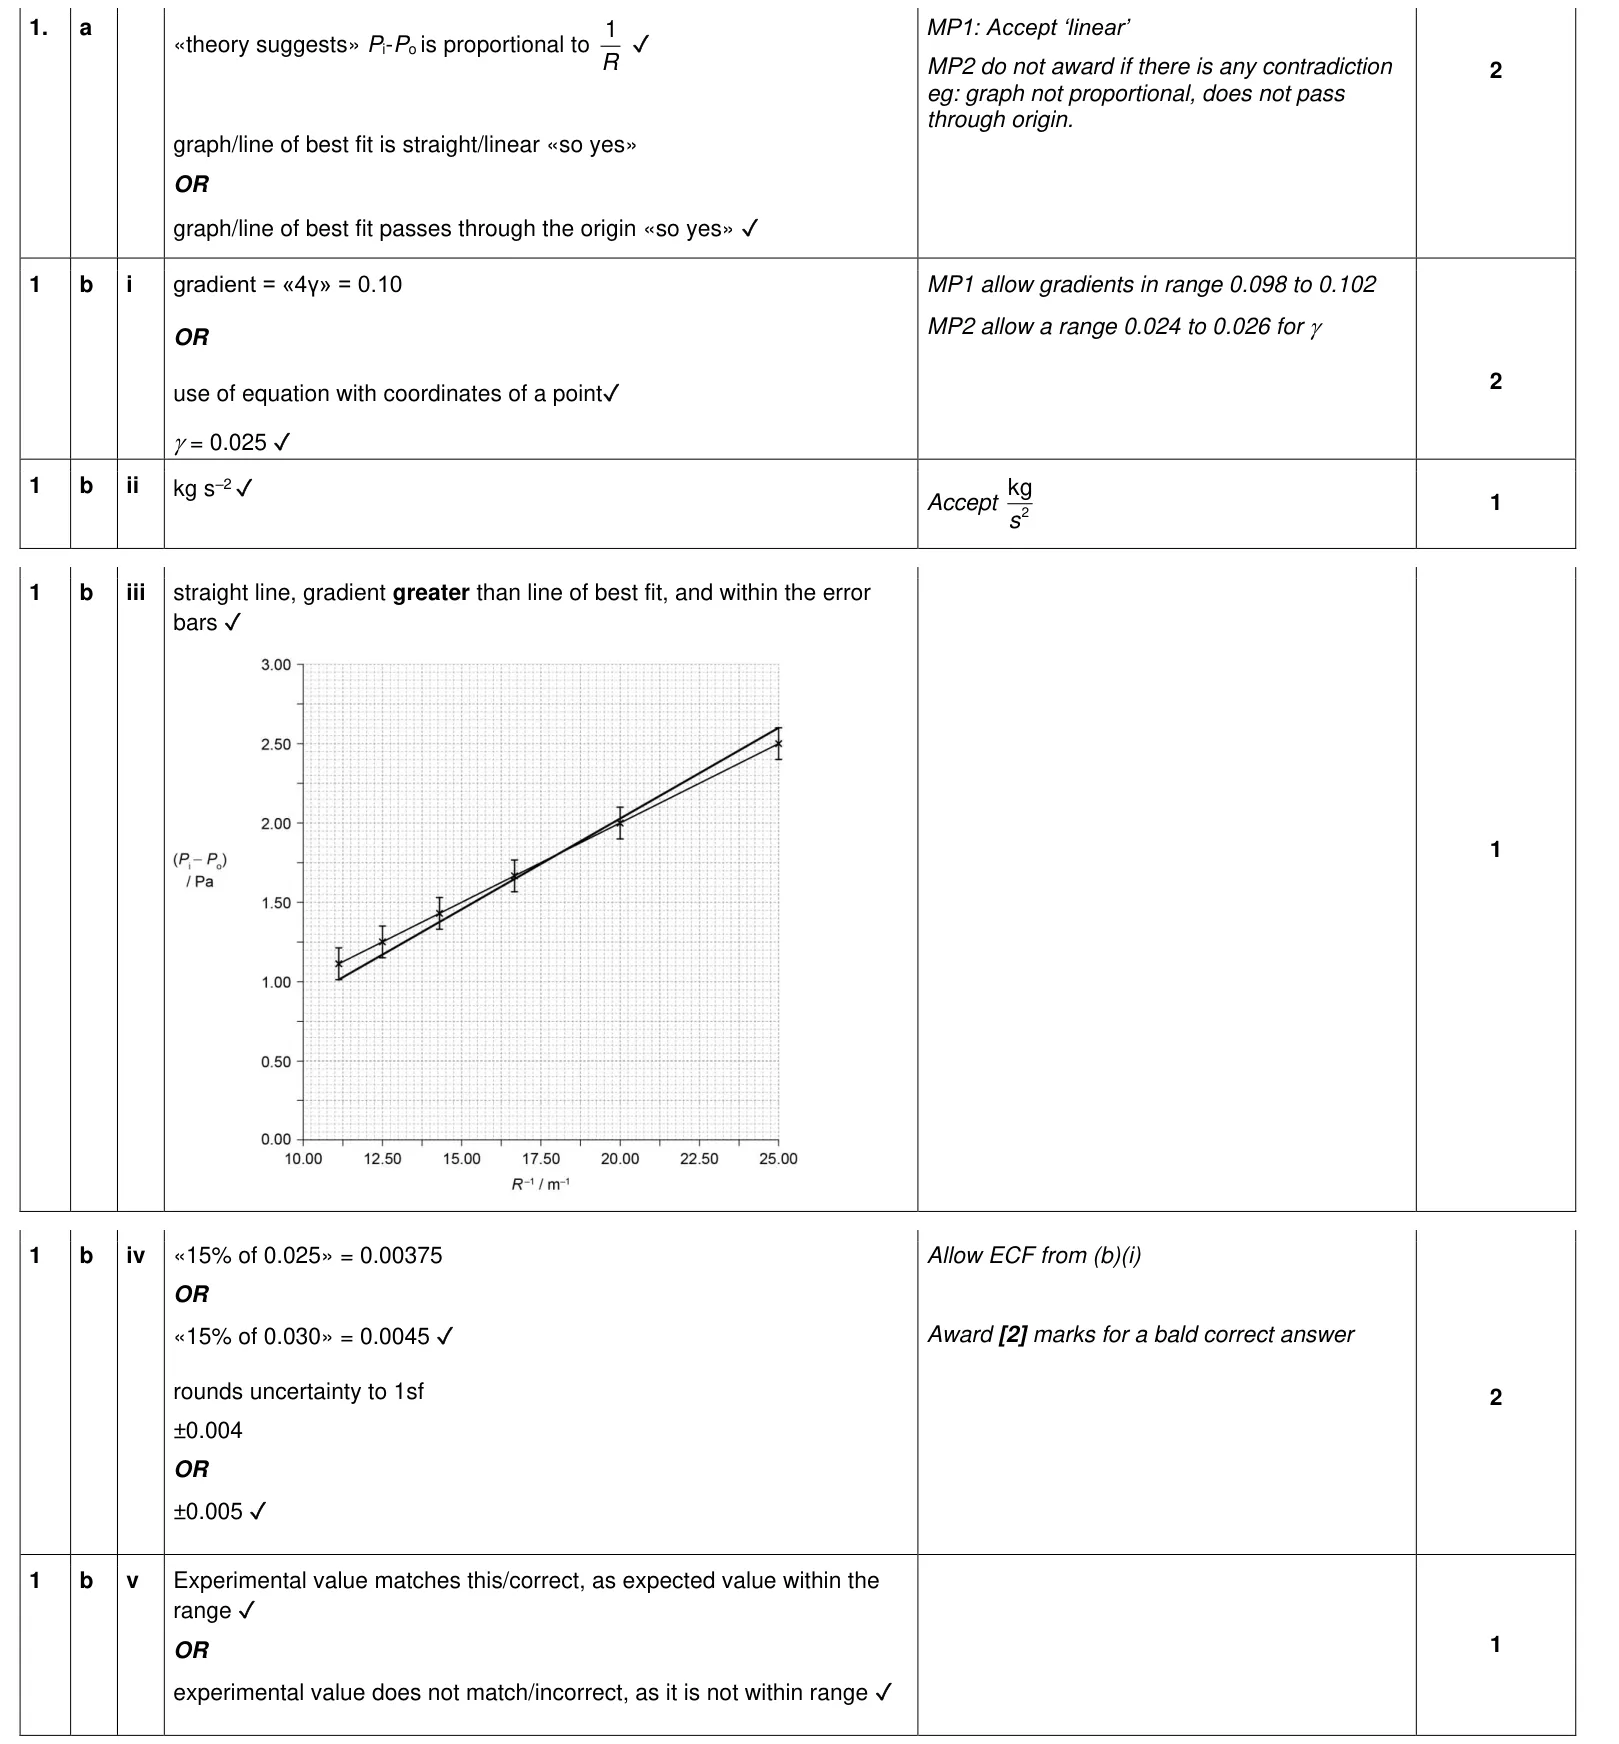 1. a «theory suggests» Pi-Po is proportional to 1/R ✓
MP1: Accept ‘linear’
MP2 do not award if there is any contradiction
eg: graph not proportional, does not pass
through origin.
2
graph/line of best fit is straight/linear «so yes»
OR
graph/line of best fit passes through the origin «so yes» ✓
1 b i gradient = «4γ» = 0.10
MP1 allow gradients in range 0.098 to 0.102
OR
MP2 allow a range 0.024 to 0.026 for γ
2
use of equation with coordinates of a point✓
γ = 0.025 ✓
1 b ii kg s–2 ✓
Accept kg/s2
1
1 b iii straight line, gradient greater than line of best fit, and within the error
bars ✓
3.00
2.50
2.00
1.50
1.00
0.50
0.00
(Pi – Po)
/ Pa
10.00 12.50 15.00 17.50 20.00 22.50 25.00
R–1 / m–1
1
1 b iv «15% of 0.025» = 0.00375
Allow ECF from (b)(i)
OR
«15% of 0.030» = 0.0045 ✓
Award [2] marks for a bald correct answer
rounds uncertainty to 1sf
2
±0.004
OR
±0.005 ✓
1 b v Experimental value matches this/correct, as expected value within the
range ✓
OR
1
experimental value does not match/incorrect, as it is not within range ✓